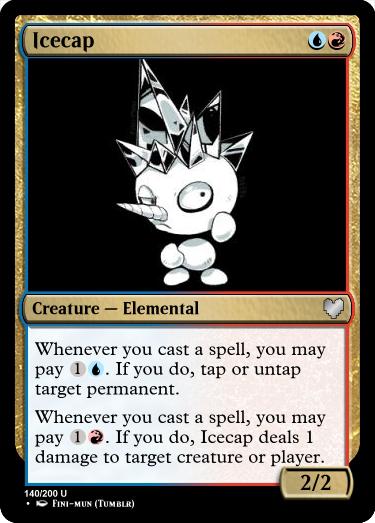 Icecap
Creature — Elemental
Whenever you cast a spell, you may
pay 1. If you do, tap or untap
target permanent.
Whenever you cast a spell, you may
pay 1. If you do, Icecap deals 1
damage to target creature or player.
2/2
140/200 U
• Fini-mun (Tumblr)